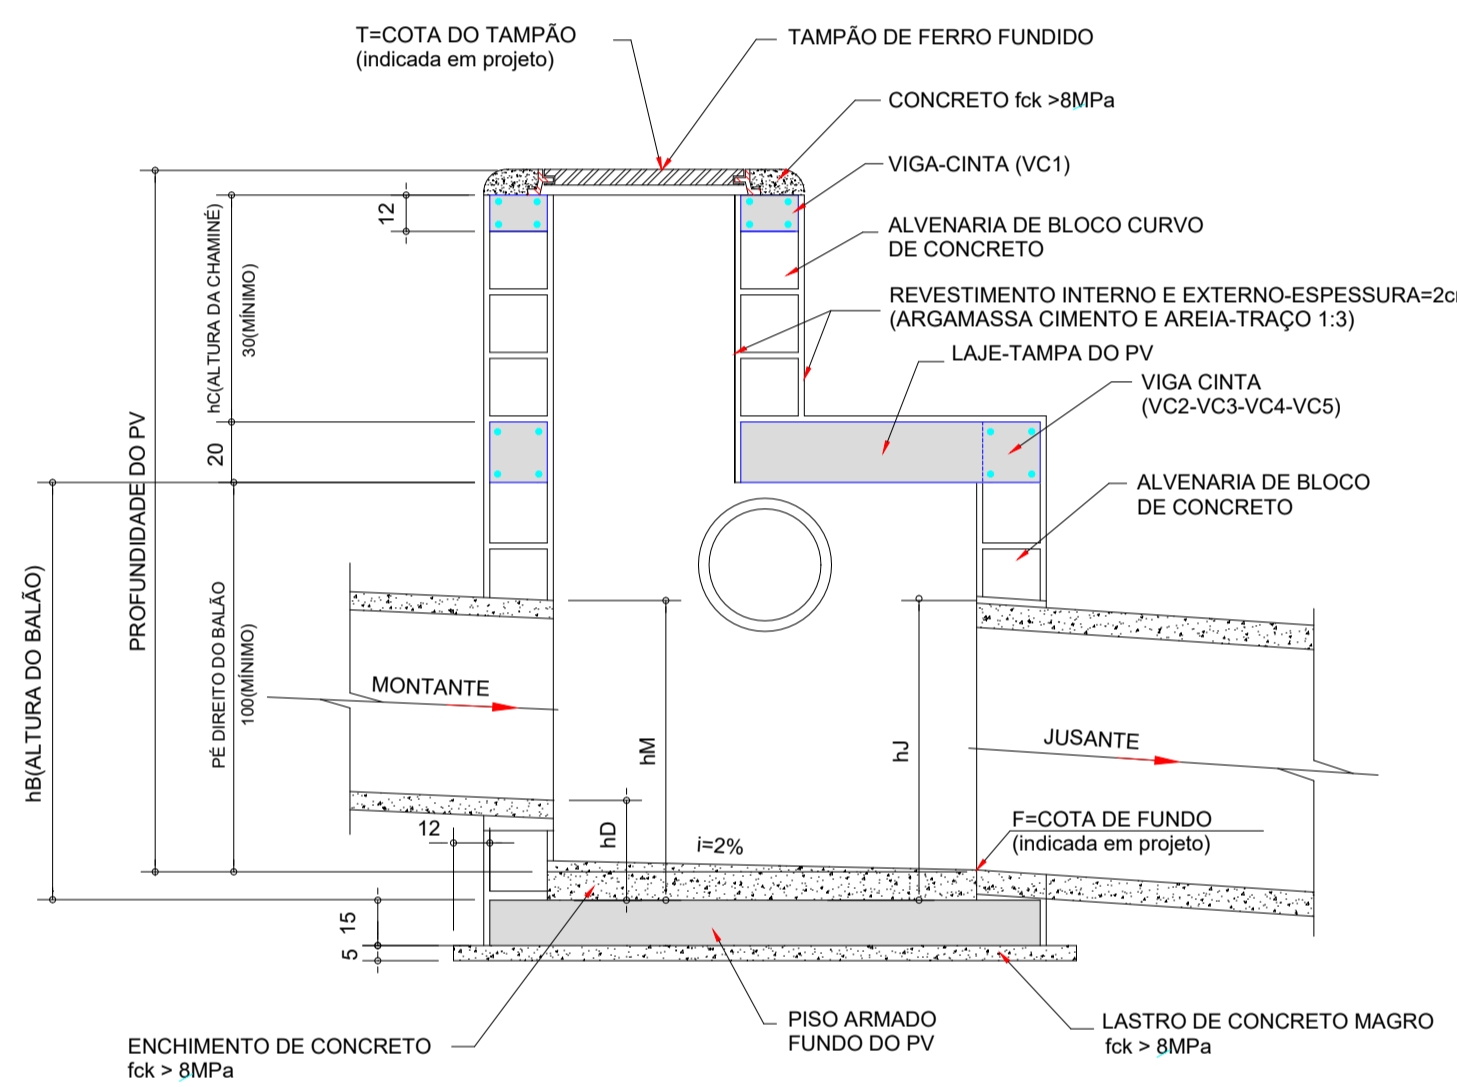 T=COTA DO TAMPÃO
(indicada em projeto)
TAMPÃO DE FERRO FUNDIDO
CONCRETO fck >8MPa
VIGA-CINTA (VC1)
ALVENARIA DE BLOCO CURVO
DE CONCRETO
REVESTIMENTO INTERNO E EXTERNO-ESPESSURA=2c
(ARGAMASSA CIMENTO E AREIA-TRAÇO 1:3)
LAJE-TAMPA DO PV
VIGA CINTA
(VC2-VC3-VC4-VC5)
ALVENARIA DE BLOCO
DE CONCRETO
12
hC(ALTURA DA CHAMINÉ)
30(MÍNIMO)
20
PROFUNDIDADE DO PV
hB(ALTURA DO BALÃO)
PÉ DIREITO DO BALÃO
100(MÍNIMO)
MONTANTE
JUSANTE
hM
hJ
hD
12
i=2%
F=COTA DE FUNDO
(indicada em projeto)
15
5
ENCHIMENTO DE CONCRETO
fck > 8MPa
PISO ARMADO
FUNDO DO PV
LASTRO DE CONCRETO MAGRO
fck > 8MPa